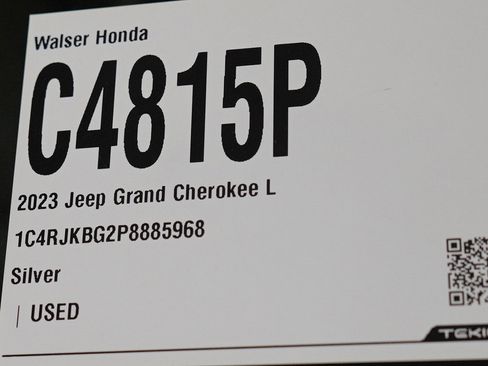 Walser Honda
C4815P
2023 Jeep Grand Cherokee L
1C4RJKBG2P8885968
Silver
| USED